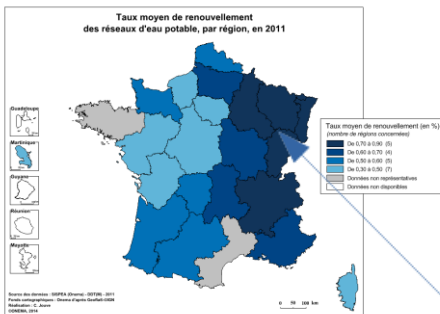 Taux moyen de renouvellement
des réseaux d'eau potable, par région, en 2011
Guadeloupe
Martinique
Guyane
Réunion
Mayotte
Taux moyen de renouvellement (en %)
(nombre de régions concernées)
De 0,70 à 0,90 (5)
De 0,60 à 0,70 (4)
De 0,50 à 0,60 (5)
De 0,30 à 0,50 (7)
Données non représentatives
Données non disponibles
0 50 100 km
Source des données : SISPEA (Onema) - DDT(M) - 2011
Fonds cartographiques : Onema d'après GeoFla®-©IGN
Réalisation : C. Jouve
©ONEMA, 2014